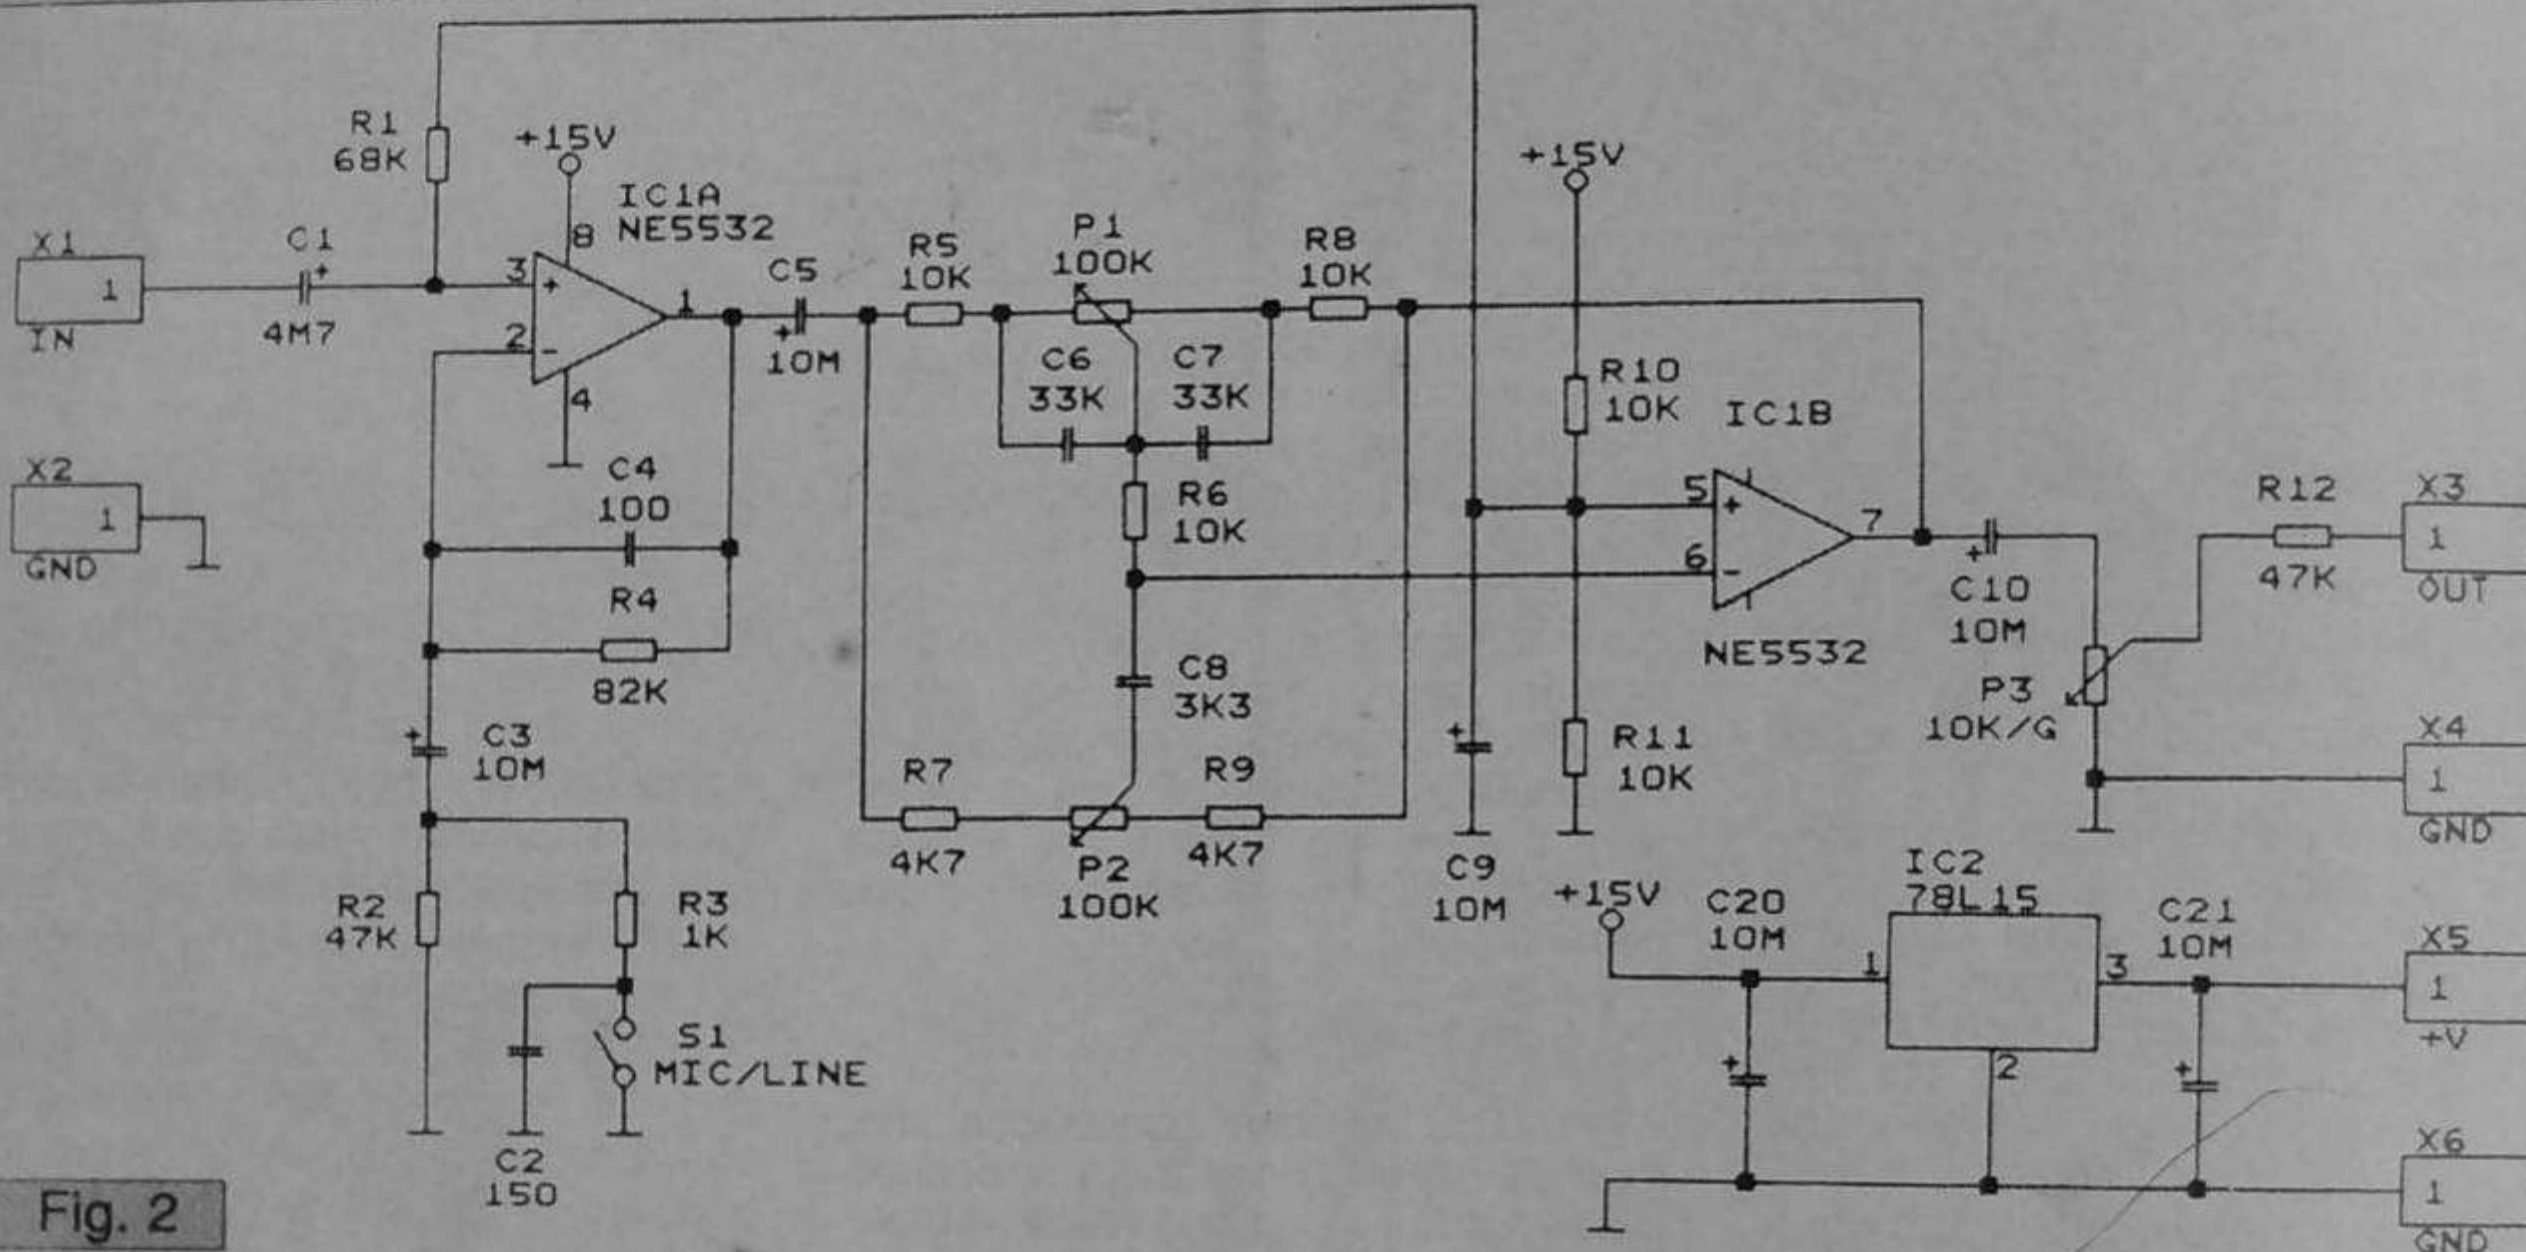 R1
68K
+15V
IC1A
NE5532
8
X1
1
IN
C1
+
4M7
3
+
2
-
1
4
C5
+
10M
R5
10K
P1
100K
R8
10K
C6
33K
C7
33K
R6
10K
+15V
R10
10K
IC1B
5
+
6
-
7
NE5532
X2
1
GND
C4
100
R4
82K
C3
+
10M
C8
3K3
R7
4K7
P2
100K
R9
4K7
R2
47K
R3
1K
S1
MIC/LINE
C2
150
+
C9
10M
R11
10K
+
C10
10M
P3
10K/G
R12
47K
X3
1
OUT
X4
1
GND
+15V
C20
10M
+
IC2
78L15
1
2
3
C21
10M
+
X5
1
+V
X6
1
GND
Fig. 2